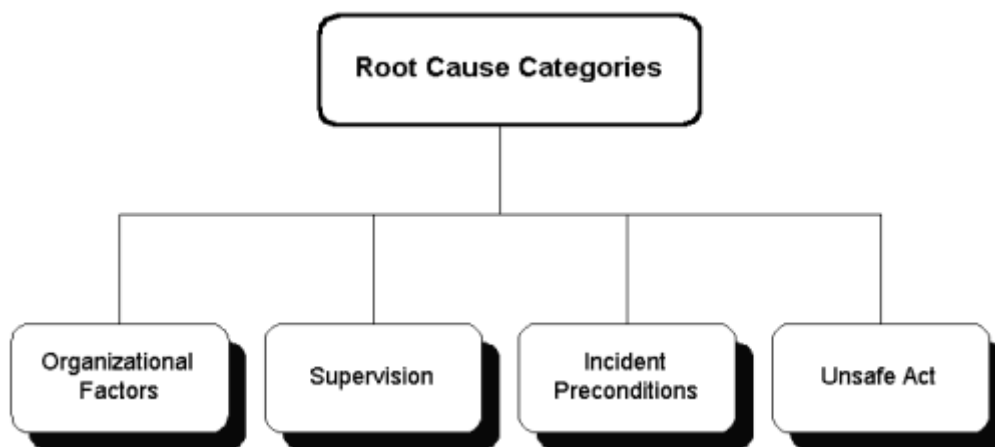 Root Cause Categories
Organizational
Factors
Supervision
Incident
Preconditions
Unsafe Act